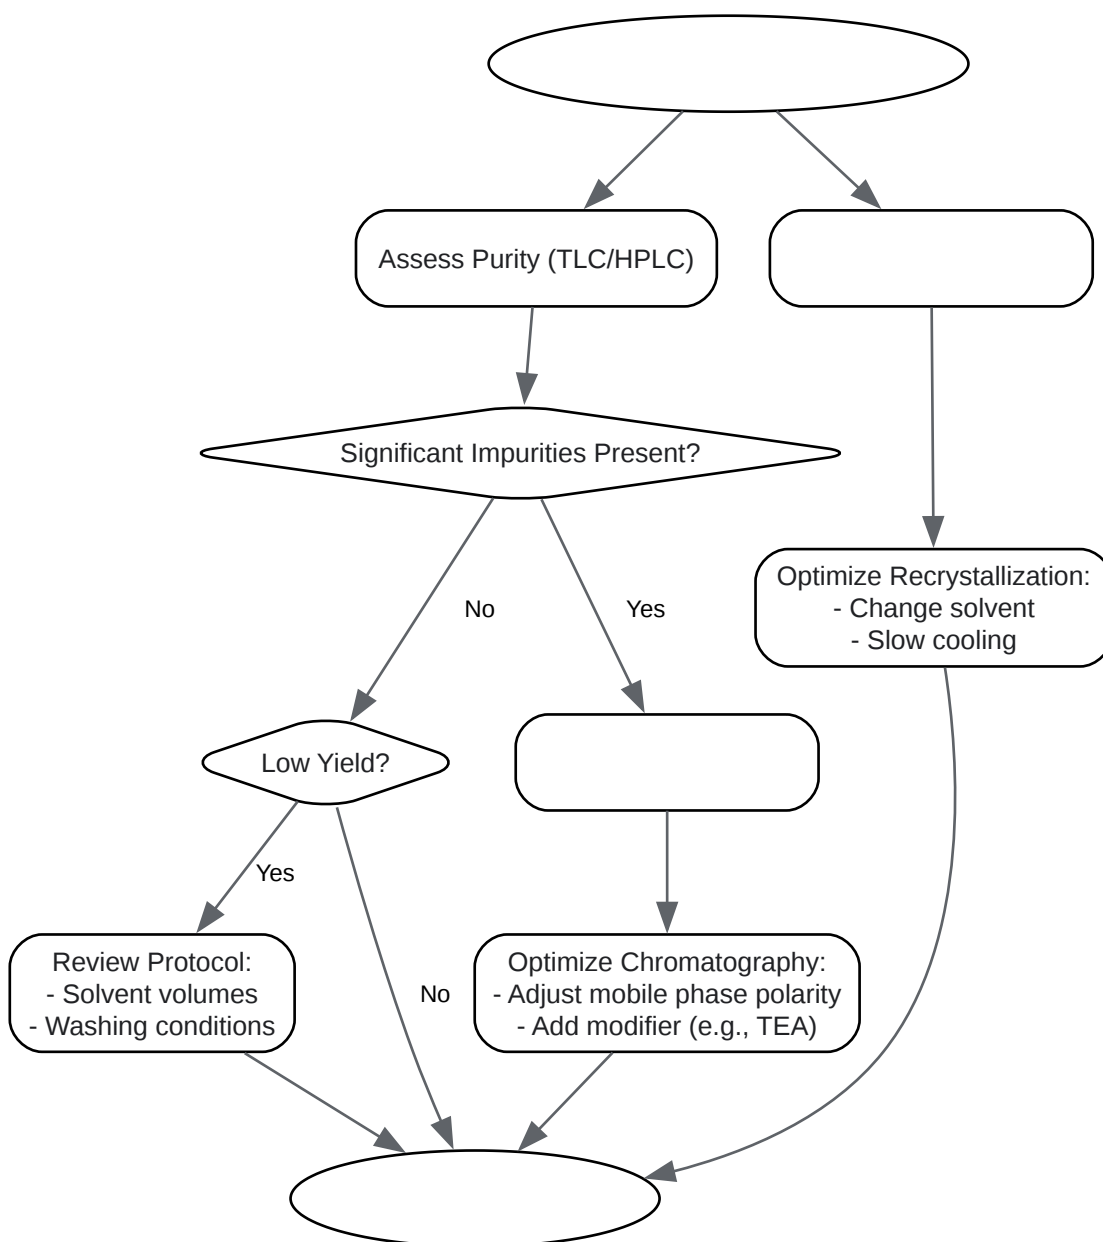 Assess Purity (TLC/HPLC)
Significant Impurities Present?
No
Yes
Optimize Recrystallization:
- Change solvent
- Slow cooling
Low Yield?
Yes
Review Protocol:
- Solvent volumes
- Washing conditions
No
Optimize Chromatography:
- Adjust mobile phase polarity
- Add modifier (e.g., TEA)